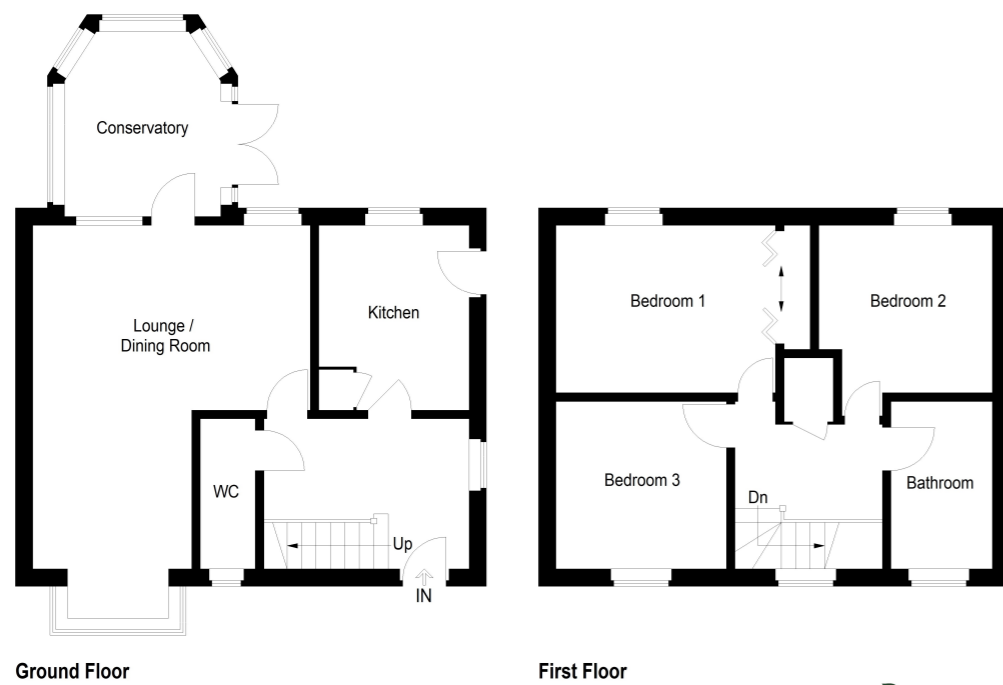 Conservatory
Lounge /
Dining Room
Kitchen
WC
Up
IN
Ground Floor
Bedroom 1
Bedroom 2
Bedroom 3
Dn
Bathroom
First Floor